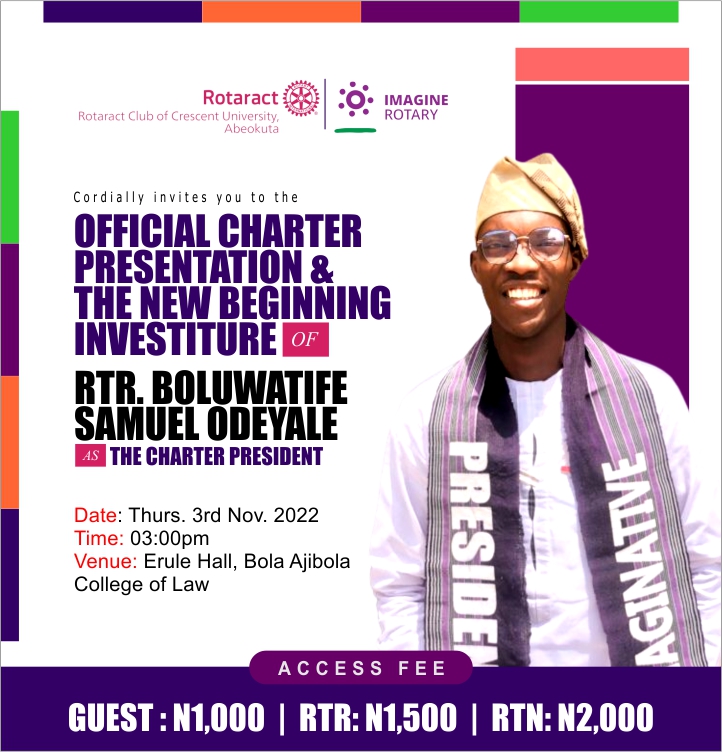 Rotaract
Rotaract Club of Crescent University,
Abeokuta
IMAGINE
ROTARY
Cordially invites you to the
OFFICIAL CHARTER
PRESENTATION &
THE NEW BEGINNING
INVESTITURE OF
RTR. BOLUWATIFE
SAMUEL ODEYALE
AS THE CHARTER PRESIDENT
Date: Thurs. 3rd Nov. 2022
Time: 03:00pm
Venue: Erule Hall, Bola Ajibola
College of Law
PRESIDEN
AGINATIVE
ACCESS FEE
GUEST : N1,000 | RTR: N1,500 | RTN: N2,000